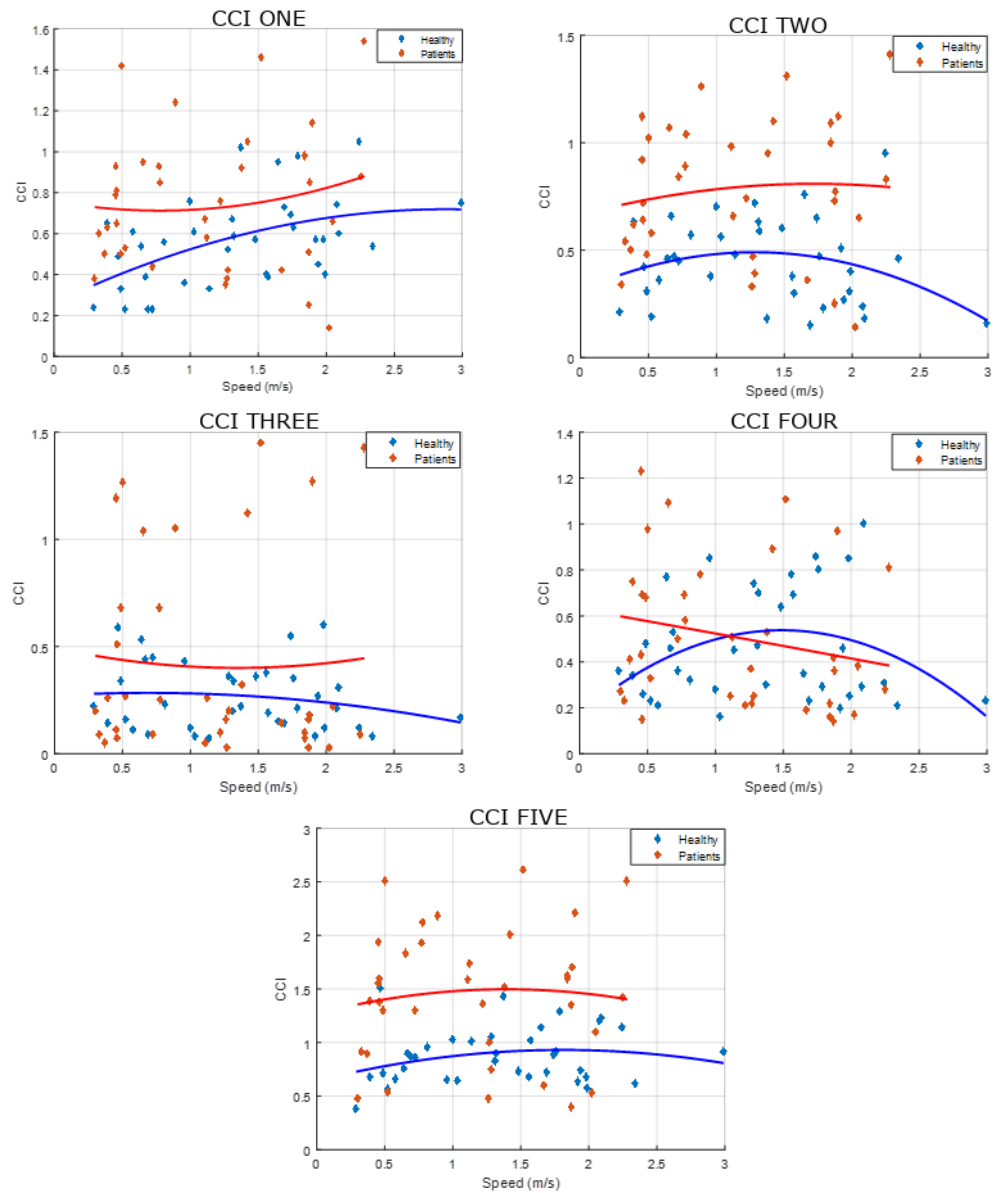 CCI ONE
1.6
1.4
1.2
1
0.8
0.6
0.4
0.2
0
CCI
0 0.5 1 1.5 2 2.5 3
Speed (m/s)
Healthy
Patients
CCI TWO
1.5
1
0.5
0
CCI
0 0.5 1 1.5 2 2.5 3
Speed (m/s)
Healthy
Patients
CCI THREE
1.5
1
0.5
0
CCI
0 0.5 1 1.5 2 2.5 3
Speed (m/s)
Healthy
Patients
CCI FOUR
1.4
1.2
1
0.8
0.6
0.4
0.2
0
CCI
0 0.5 1 1.5 2 2.5 3
Speed (m/s)
Healthy
Patients
CCI FIVE
3
2.5
2
1.5
1
0.5
0
CCI
0 0.5 1 1.5 2 2.5 3
Speed (m/s)
Healthy
Patients